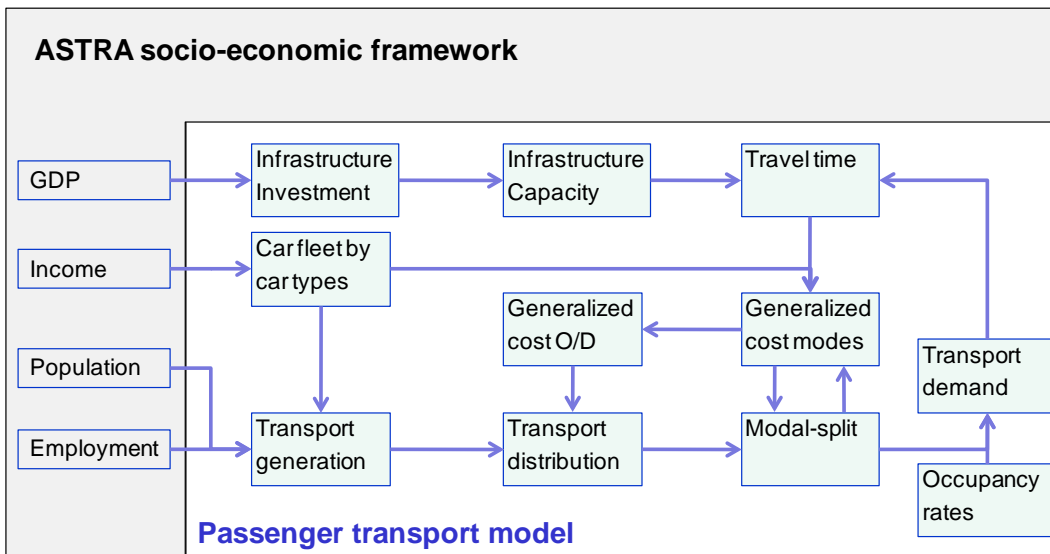 ASTRA socio-economic framework
GDP
Infrastructure
Investment
Infrastructure
Capacity
Travel time
Income
Car fleet by
car types
Generalized
cost O/D
Generalized
cost modes
Population
Transport
demand
Employment
Transport
generation
Transport
distribution
Modal-split
Occupancy
rates
Passenger transport model